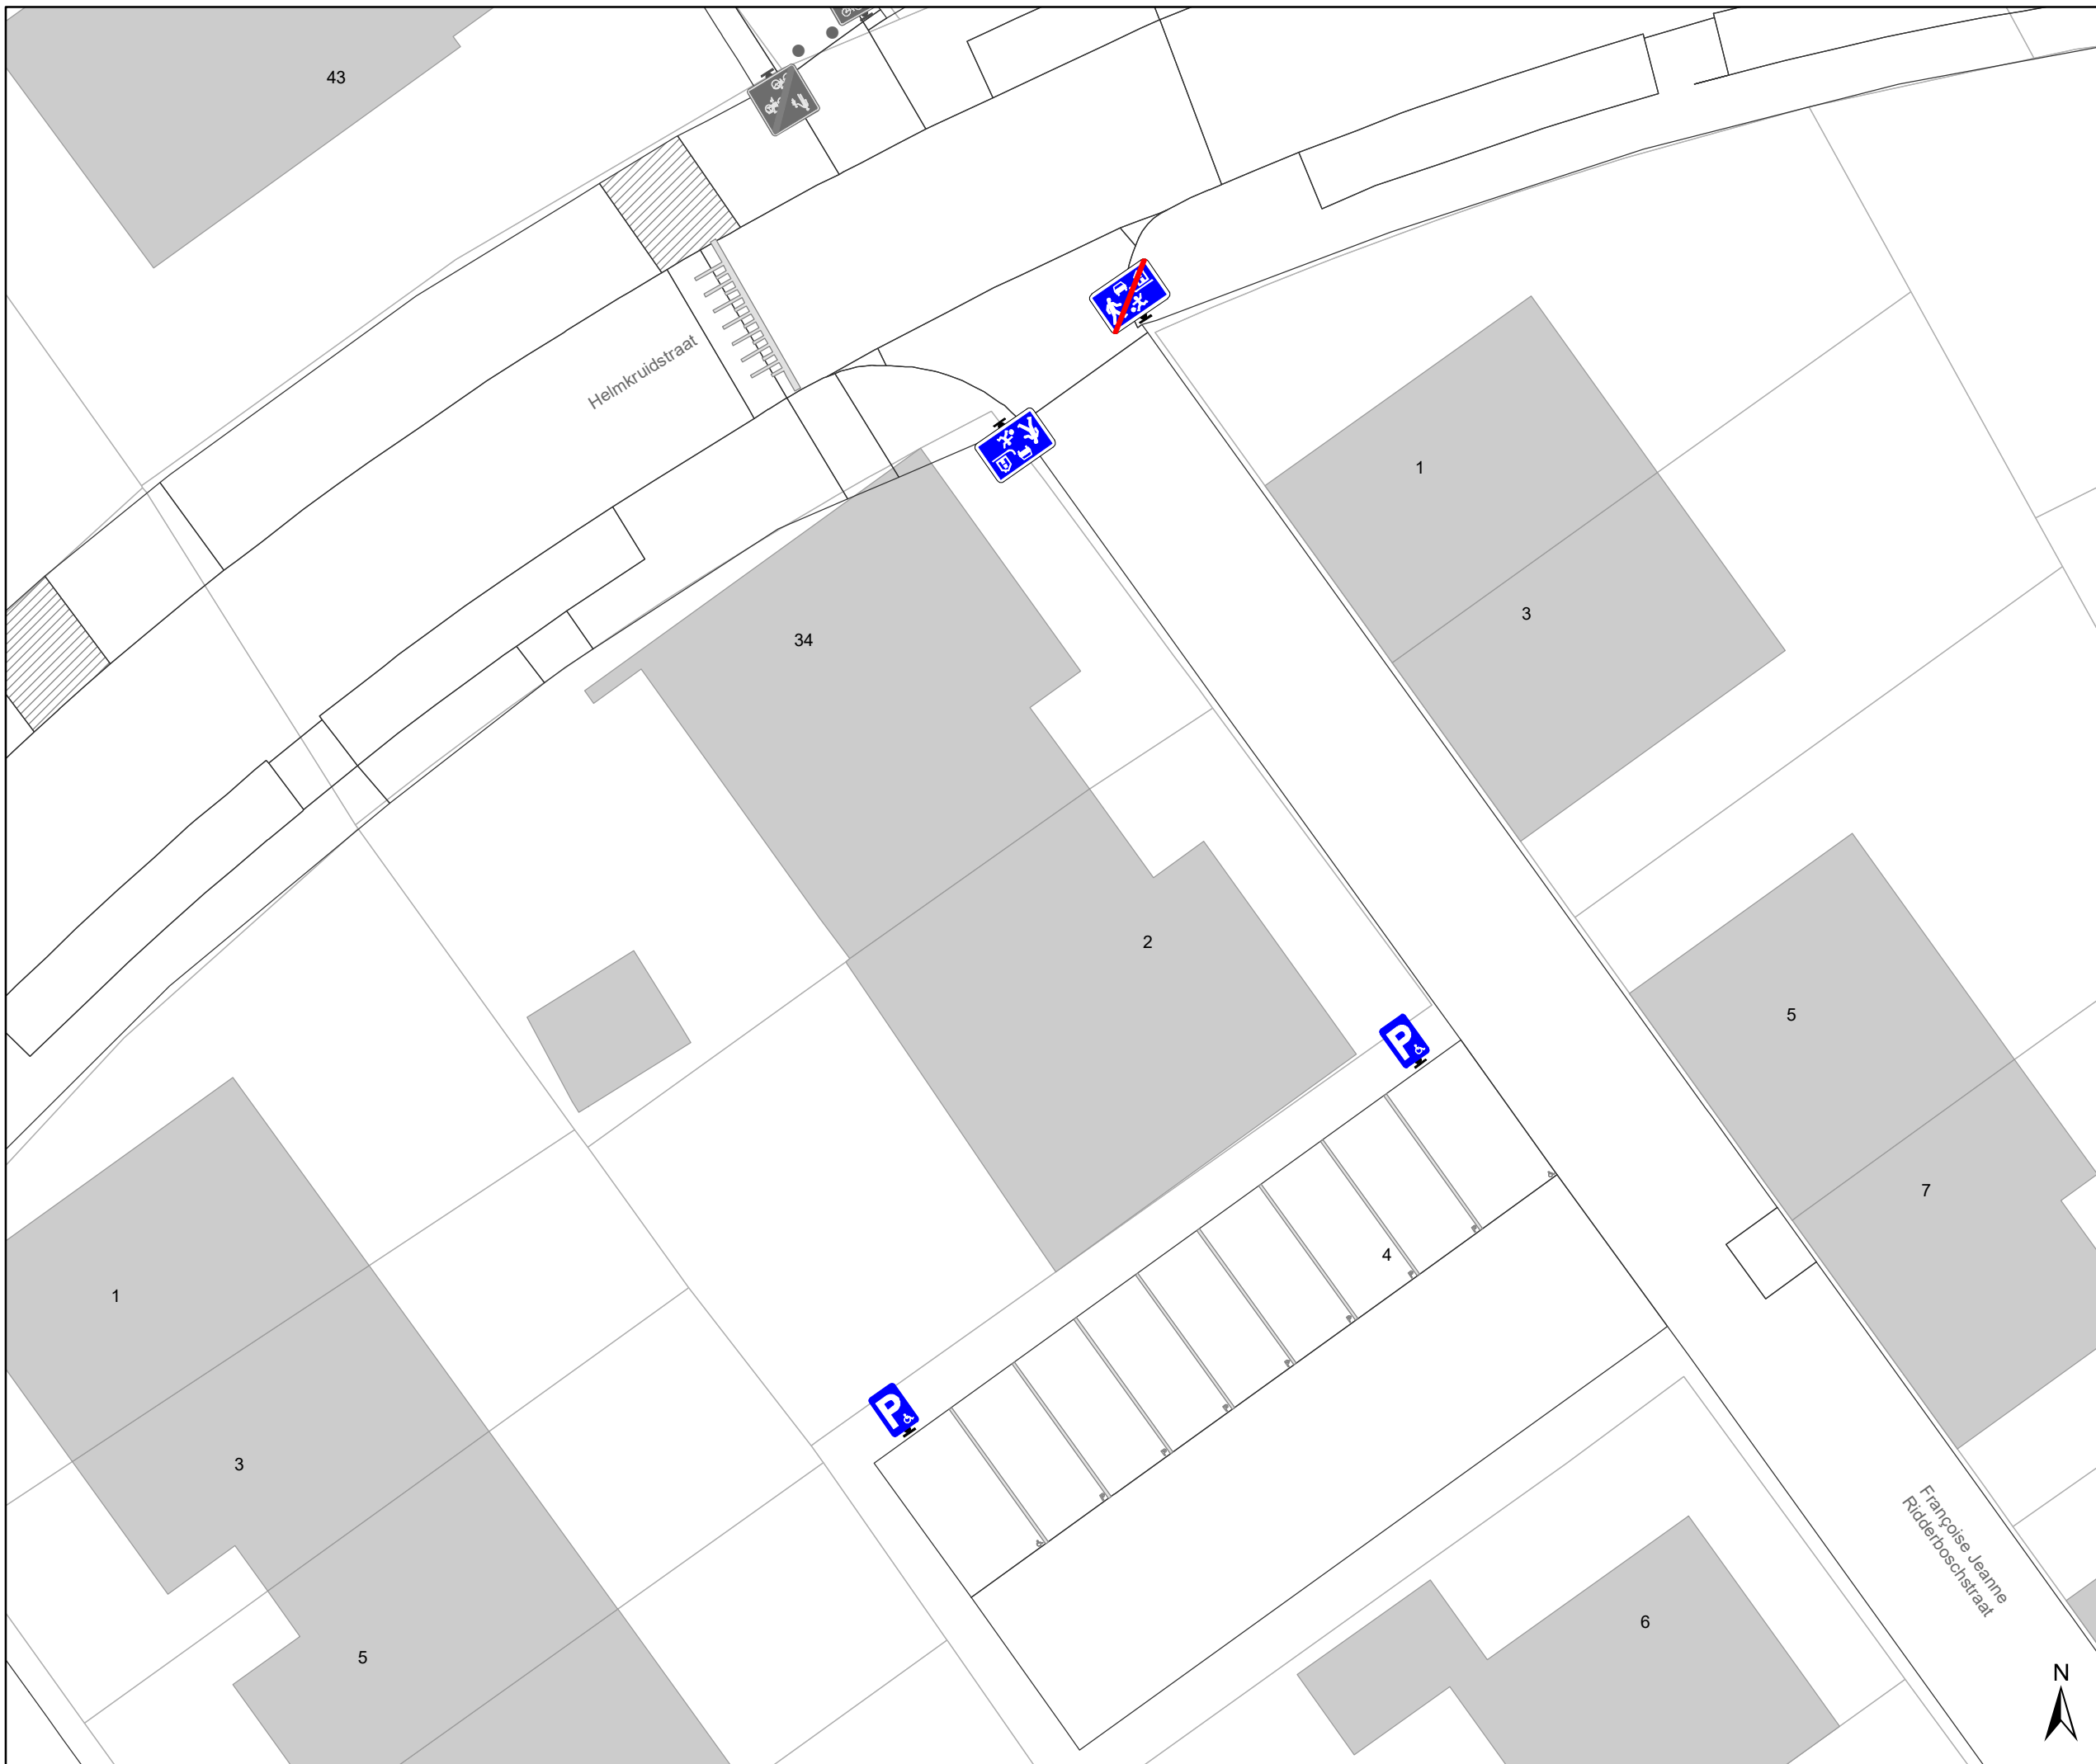 43
Helmkruidstraat
1
3
34
2
5
7
P
4
1
P
3
6
5
Françoise Jeanne
Ridderboschstraat
N